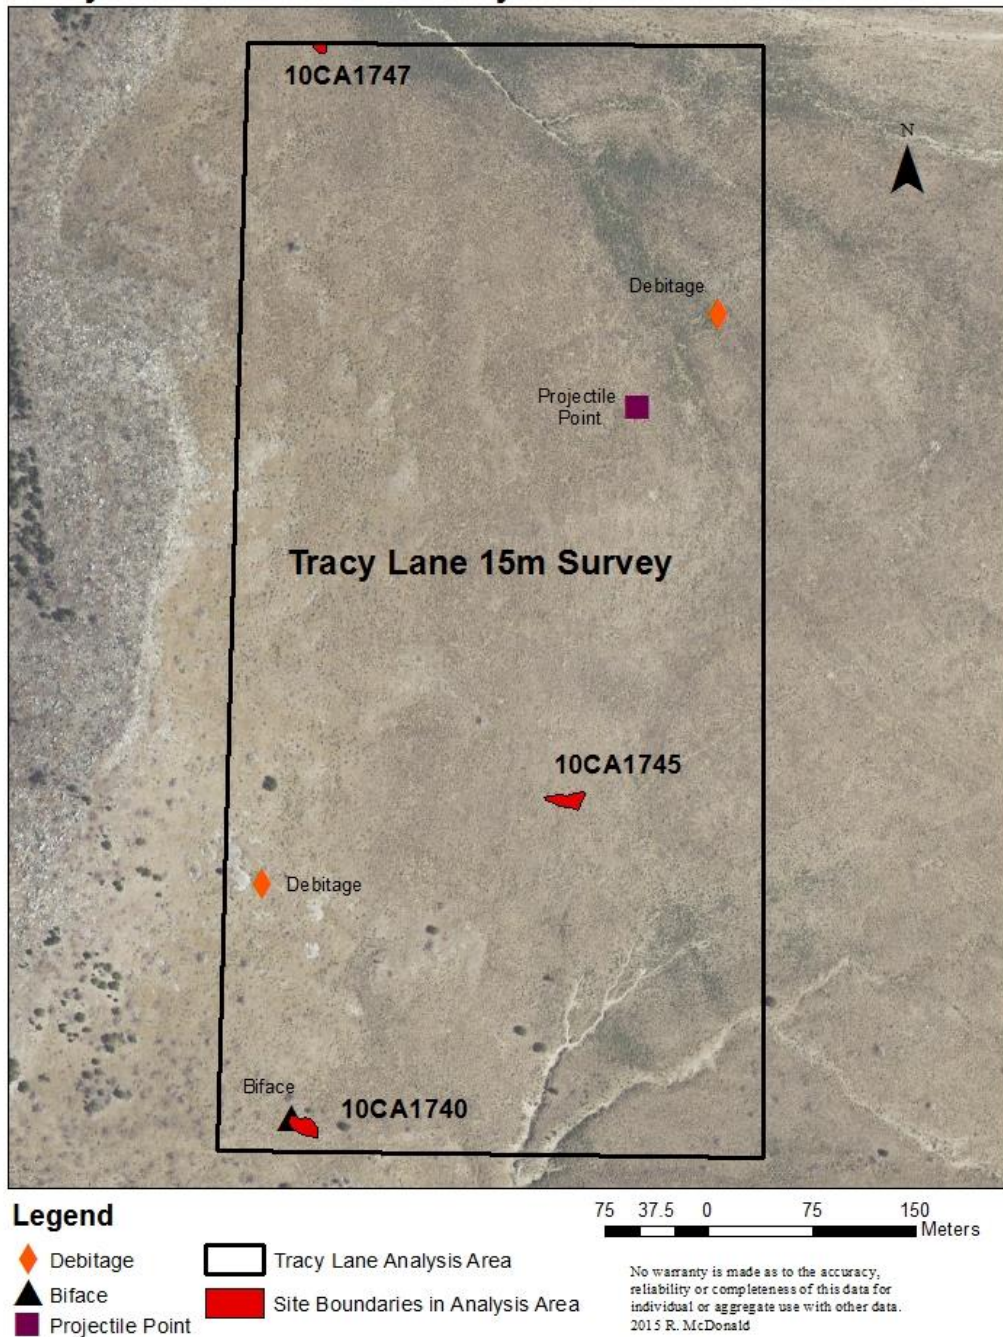 10CA1747
N
Debitage
Projectile
Point
Tracy Lane 15m Survey
10CA1745
Debitage
Biface
10CA1740
Legend
Debitage
Biface
Projectile Point
Tracy Lane Analysis Area
Site Boundaries in Analysis Area
75 37.5 0 75 150
Meters
No warranty is made as to the accuracy,
reliability or completeness of this data for
individual or aggregate use with other data.
2015 R. McDonald